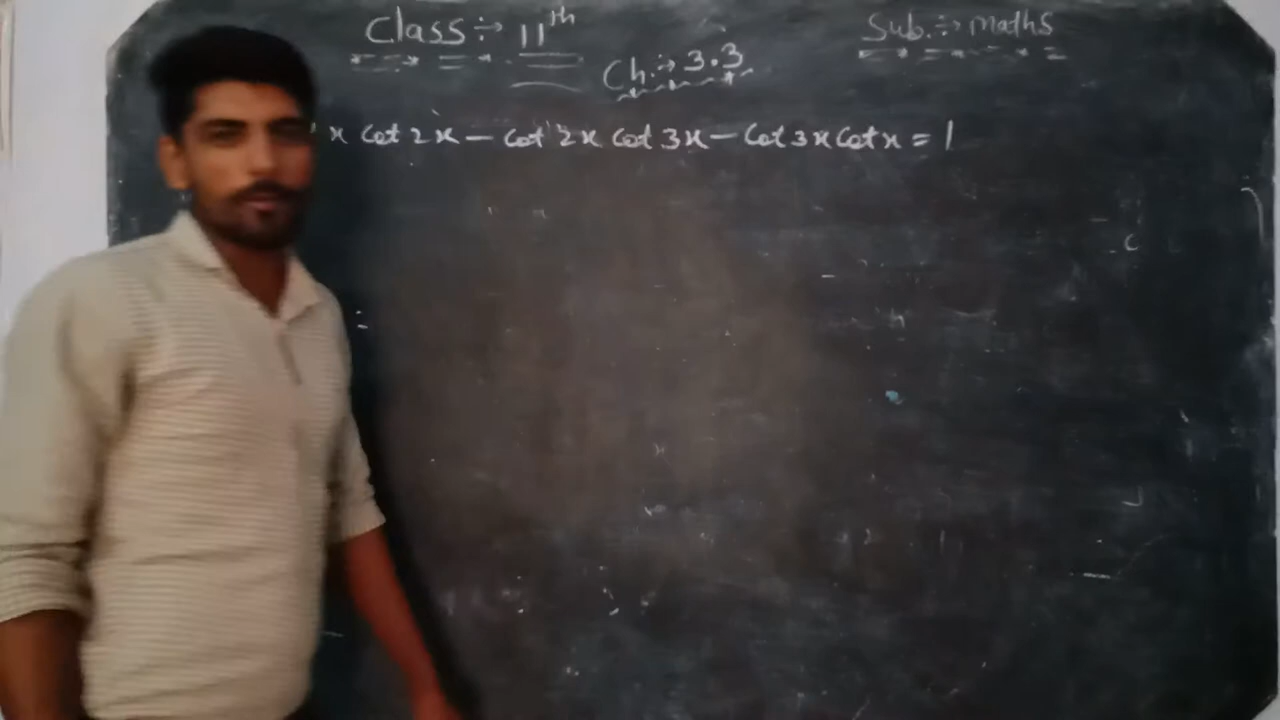 Class :- 11th
Sub. :- maths
Ch. :- 3.3
x Cot 2x - Cot 2x Cot 3x - Cot 3x Cot x = 1